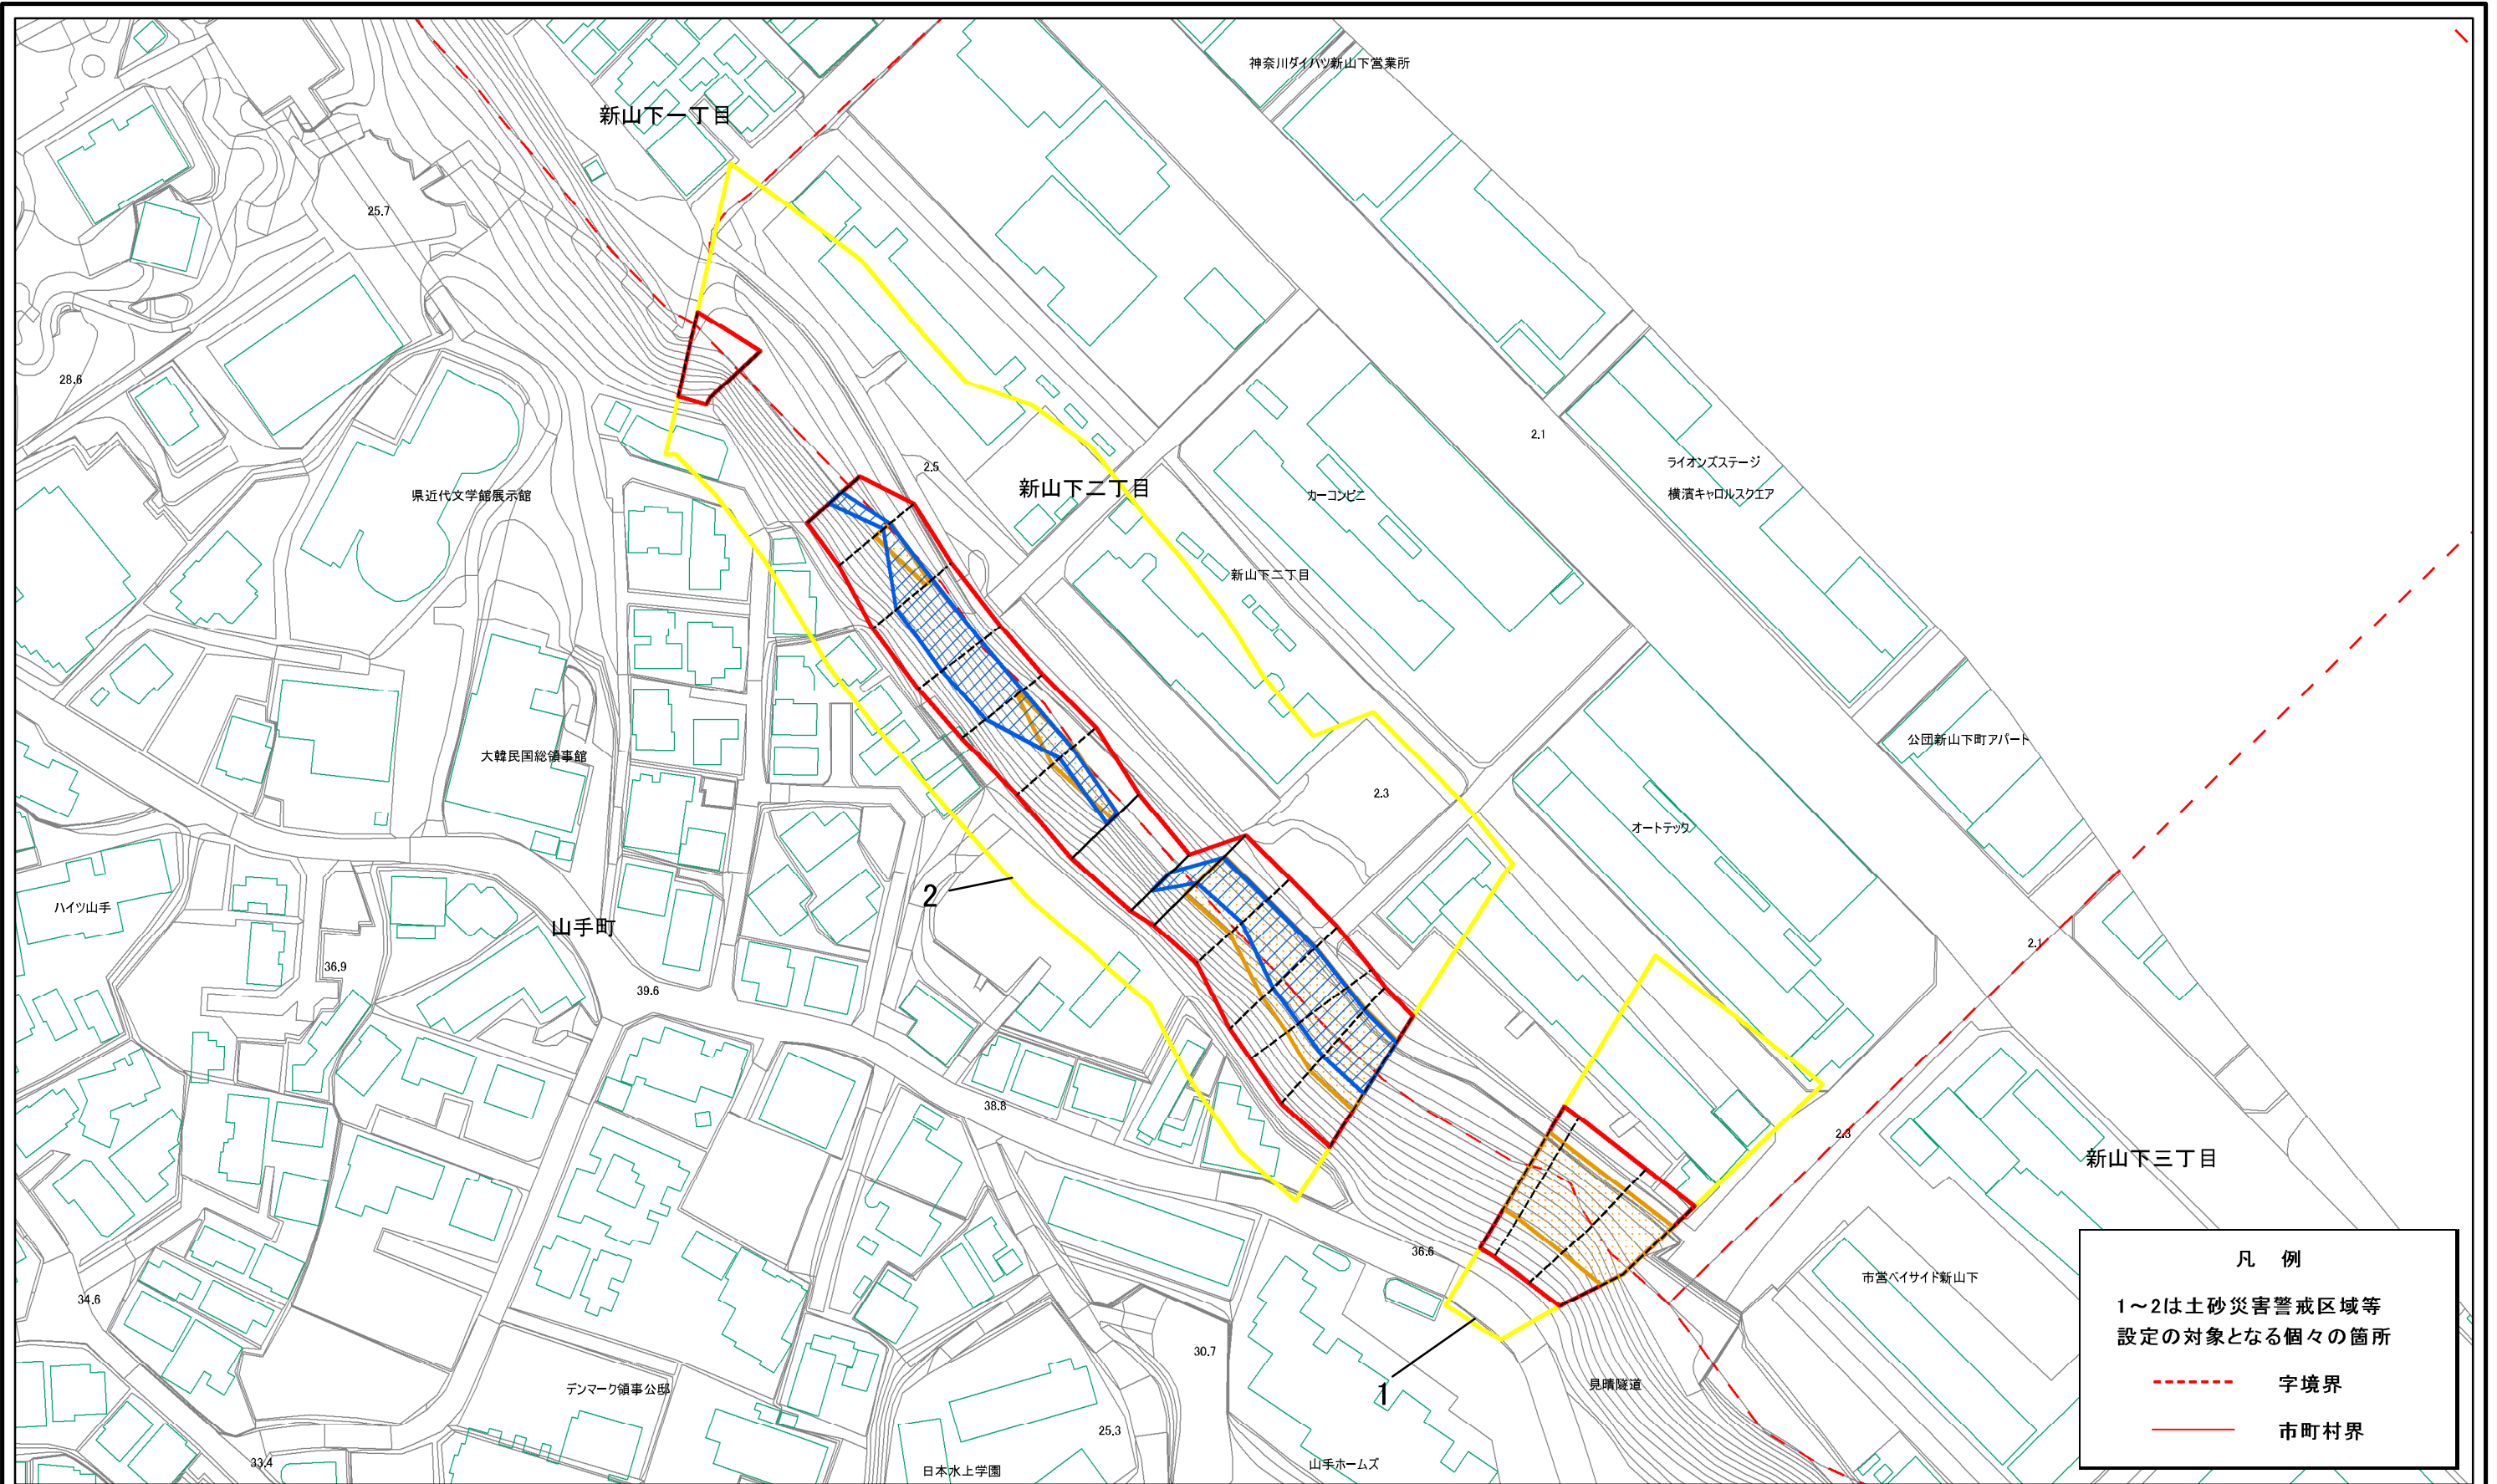 神奈川ダイハツ新山下営業所
新山下一丁目
25.7
28.6
2.1
ライオンズステージ
横濱キャロルスクエア
2.5
県近代文学館展示館
新山下二丁目
カーコンビニ
新山下二丁目
公団新山下町アパート
大韓民国総領事館
2.3
オートテック
2
ハイツ山手
山手町
2.1
36.9
39.6
38.8
2.3
新山下三丁目
36.6
市営ベイサイド新山下
34.6
30.7
見晴隧道
デンマーク領事公邸
1
25.3
33.4
日本水上学園
山手ホームズ
凡 例
1～2は土砂災害警戒区域等
設定の対象となる個々の箇所
字境界
市町村界